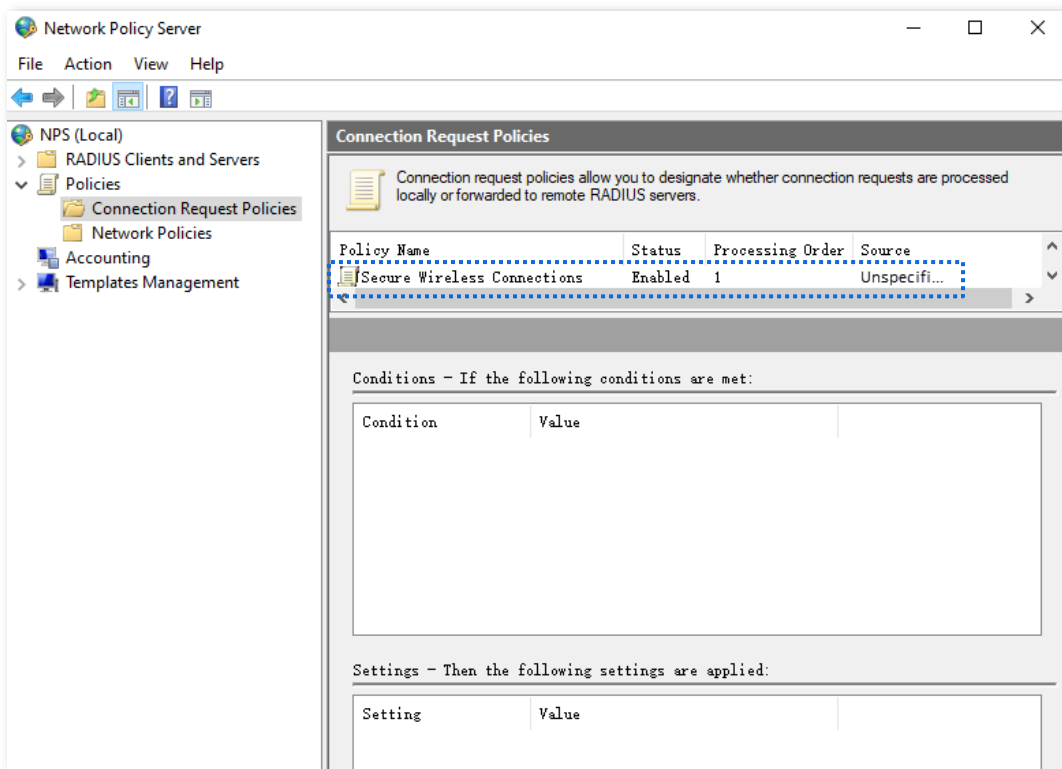 Network Policy Server
File Action View Help
NPS (Local)
RADIUS Clients and Servers
Policies
Connection Request Policies
Network Policies
Accounting
Templates Management
Connection Request Policies
Connection request policies allow you to designate whether connection requests are processed
locally or forwarded to remote RADIUS servers.
Policy Name Status Processing Order Source
Secure Wireless Connections Enabled 1 Unspecifi...
Conditions - If the following conditions are met:
Condition Value
Settings - Then the following settings are applied:
Setting Value